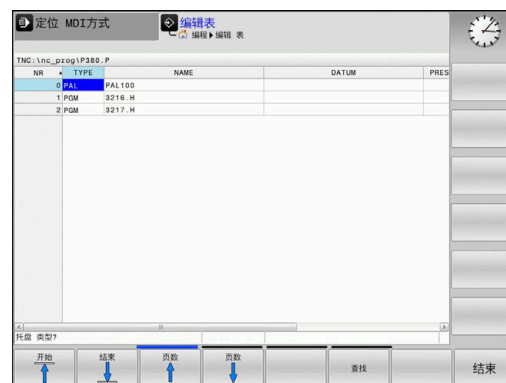 定位 MDI方式
编辑表
编程▶编辑 表
TNC:\nc_prog\P380.P
NR TYPE NAME DATUM PRES
0 PAL PAL100
1 PGM 3216.H
2 PGM 3217.H
托盘 类型?
开始 结束 页数 页数 查找 结束